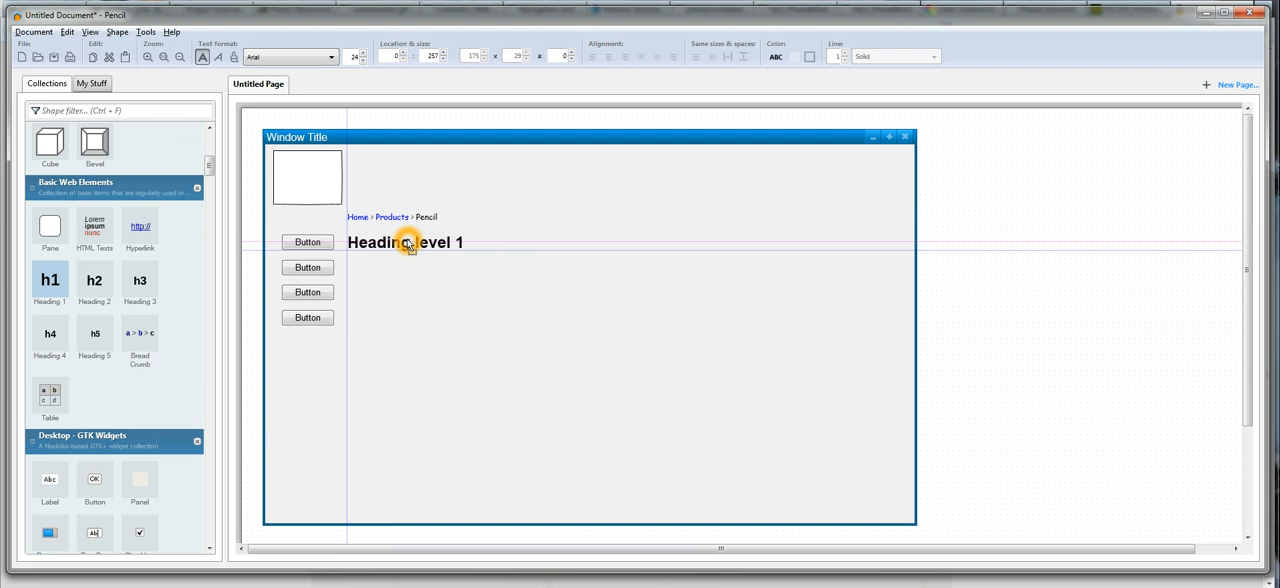 Untitled Document* - Pencil
Document Edit View Shape Tools Help
File: Edit: Zoom: Text format: Location & size: Alignment: Same sizes & spaces: Color: Line:
Arial 24 0 : 257 175 x 29 0 ABC 1 Solid
Collections My Stuff
Untitled Page
New Page...
Shape filter... (Ctrl + F)
Cube Bevel
Basic Web Elements
Collection of basic items that are regularly used in ...
Lorem ipsum nunc
http://
Pane HTML Texts Hyperlink
h1 h2 h3
Heading 1 Heading 2 Heading 3
h4 h5 a > b > c
Heading 4 Heading 5 Bread Crumb
a b
c d
Table
Desktop - GTK Widgets
A Nodoka-based GTK+ widget collection
Abc OK
Label Button Panel
Ab
Window Title
Home > Products > Pencil
Button Heading level 1
Button
Button
Button